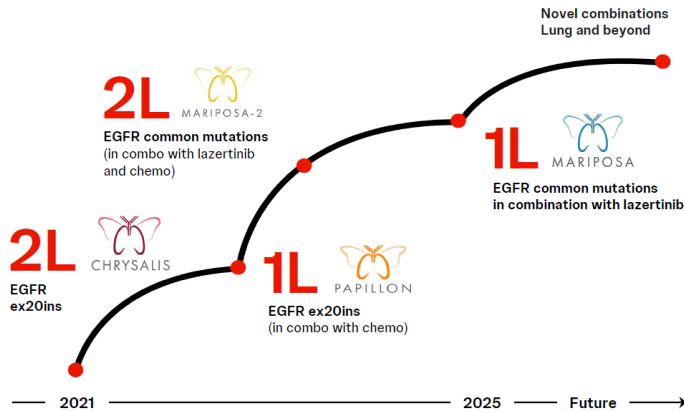 Novel combinations
Lung and beyond
2L
MARIPOSA-2
EGFR common mutations
(in combo with lazertinib
and chemo)
1L
MARIPOSA
EGFR common mutations
in combination with lazertinib
2L
CHRYSALIS
EGFR
ex20ins
1L
PAPILLON
EGFR ex20ins
(in combo with chemo)
2021
2025
Future